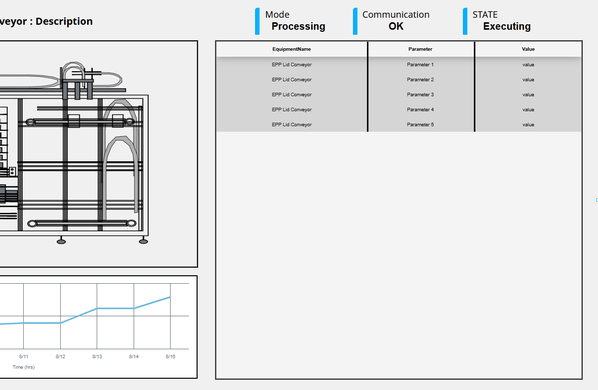 veyor : Description
Mode
Processing
Communication
OK
STATE
Executing
EquipmentName Parameter Value
EPP Lid Conveyor Parameter 1 value
EPP Lid Conveyor Parameter 2 value
EPP Lid Conveyor Parameter 3 value
EPP Lid Conveyor Parameter 4 value
EPP Lid Conveyor Parameter 5 value
8/11 8/12 8/13 8/14 8/15
Time (hrs)